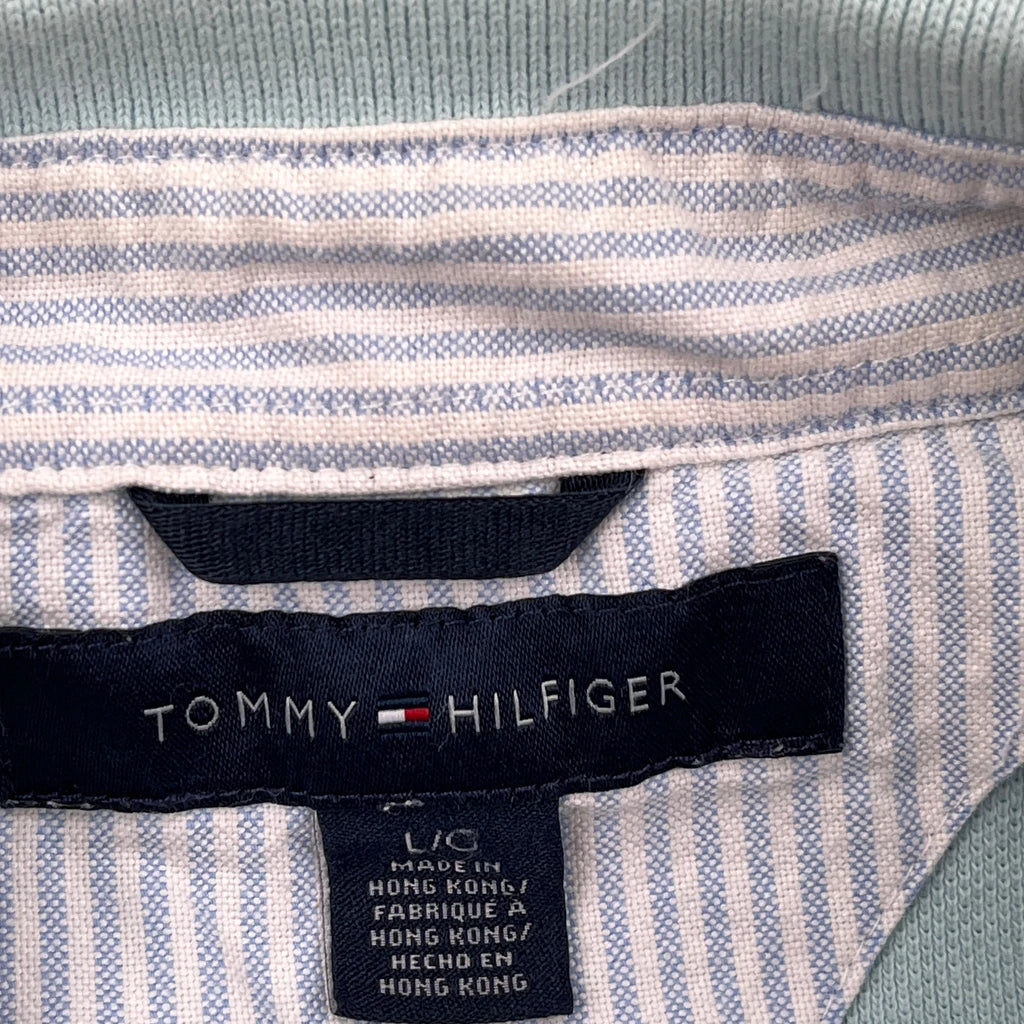 TOMMY HILFIGER
L/G
MADE IN
HONG KONG/
FABRIQUÉ À
HONG KONG/
HECHO EN
HONG KONG